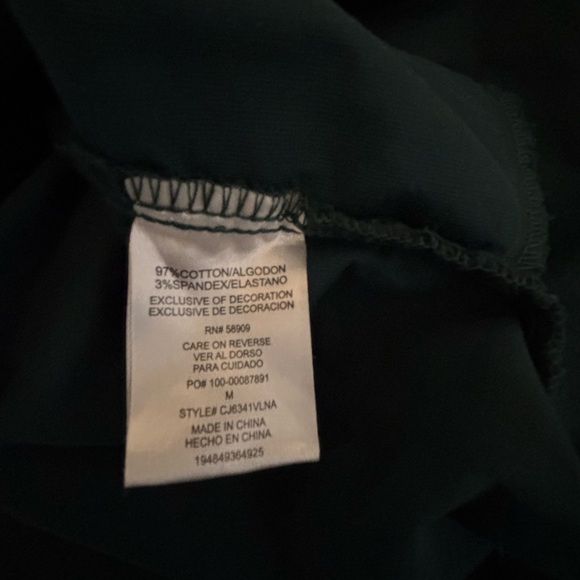 97%COTTON/ALGODON
3%SPANDEX/ELASTANO
EXCLUSIVE OF DECORATION
EXCLUSIVE DE DECORACION
RN# 56909
CARE ON REVERSE
VER AL DORSO
PARA CUIDADO
PO# 100-00087891
M
STYLE# CJ6341VLNA
MADE IN CHINA
HECHO EN CHINA
194849364925